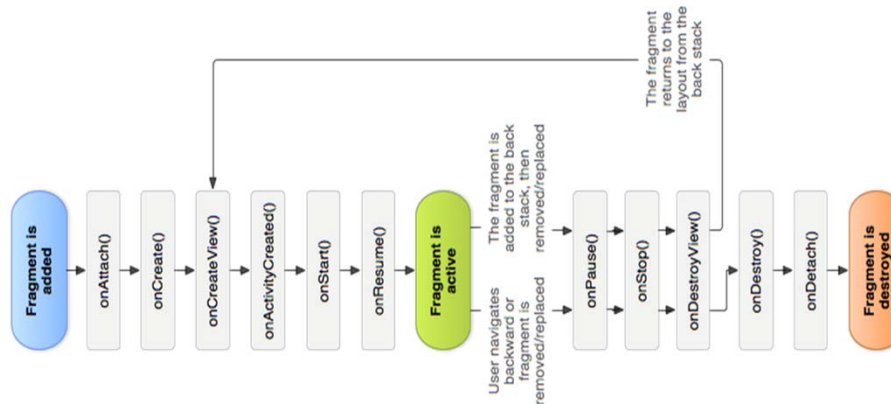 Fragment is
added
onAttach()
onCreate()
onCreateView()
onActivityCreated()
onStart()
onResume()
Fragment is
active
User navigates
backward or
fragment is
removed/replaced
The fragment is
added to the back
stack, then
removed/replaced
onPause()
onStop()
onDestroyView()
The fragment
returns to the
layout from the
back stack
onDestroy()
onDetach()
Fragment is
destroyed